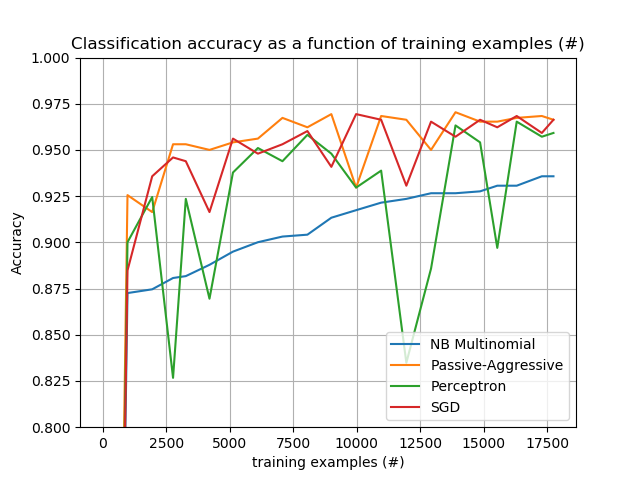 Classification accuracy as a function of training examples (#)
1.000
0.975
0.950
0.925
0.900
0.875
0.850
0.825
0.800
Accuracy
NB Multinomial
Passive-Aggressive
Perceptron
SGD
0 2500 5000 7500 10000 12500 15000 17500
training examples (#)